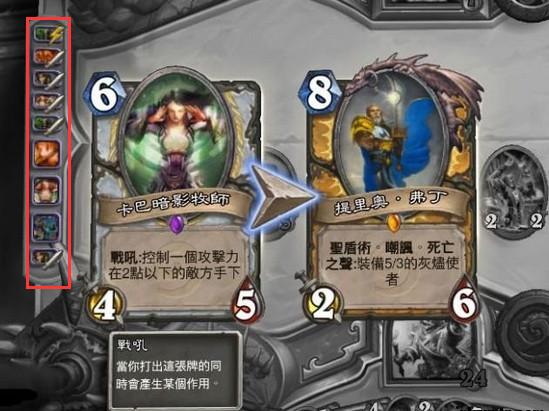 6
卡巴暗影牧師
戰吼:控制一個攻擊力
在2點以下的敵方手下
4
5
8
提里奧·弗丁
聖盾術。嘲諷。死亡
之聲:裝備5/3的灰燼使
者
2
6
2
2
戰吼
當你打出這張牌的同
時會產生某個作用。
24